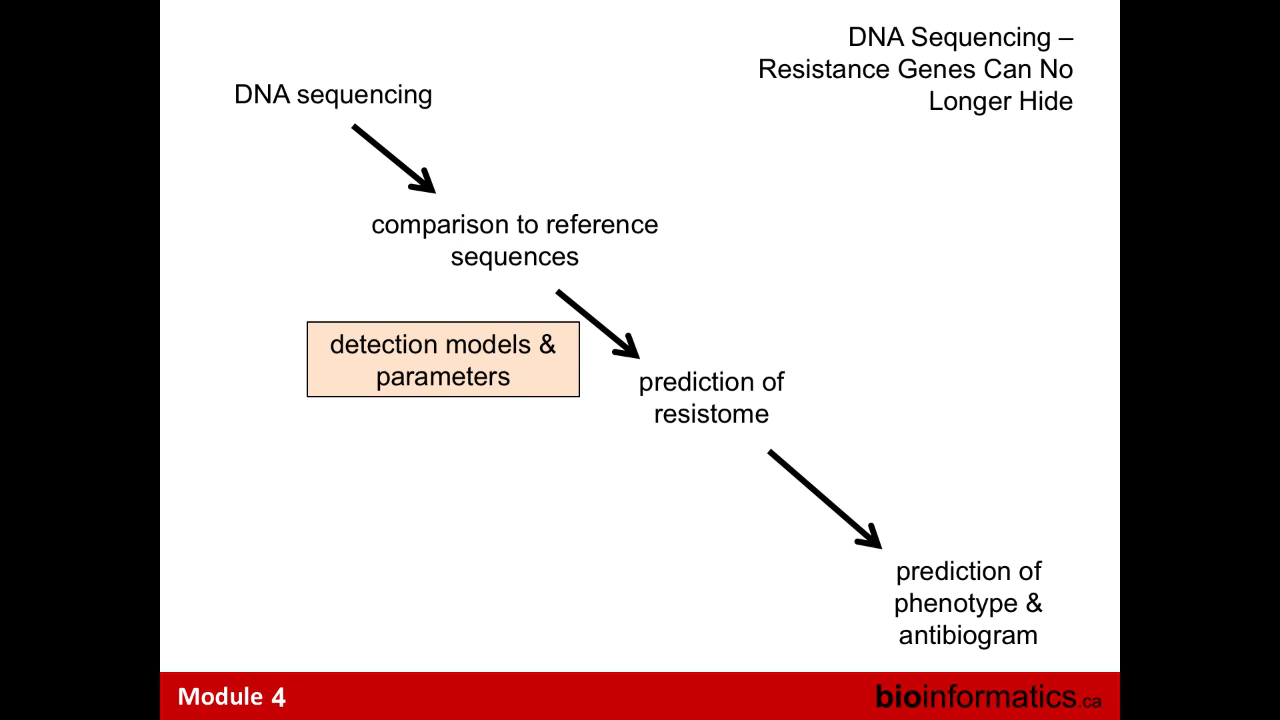 DNA Sequencing –
Resistance Genes Can No
Longer Hide
DNA sequencing
comparison to reference
sequences
detection models &
parameters
prediction of
resistome
prediction of
phenotype &
antibiogram
Module 4
bioinformatics.ca